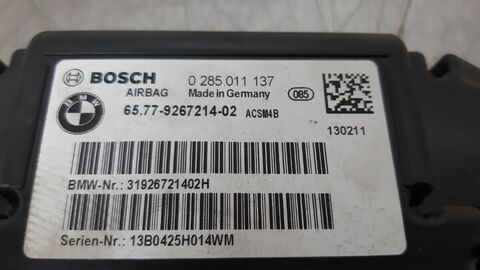 BOSCH 0 285 011 137
AIRBAG Made in Germany 085
BMW 65.77-9267214-02 ACSM4B
130211
BMW-Nr.: 31926721402H
Serien-Nr.: 13B0425H014WM